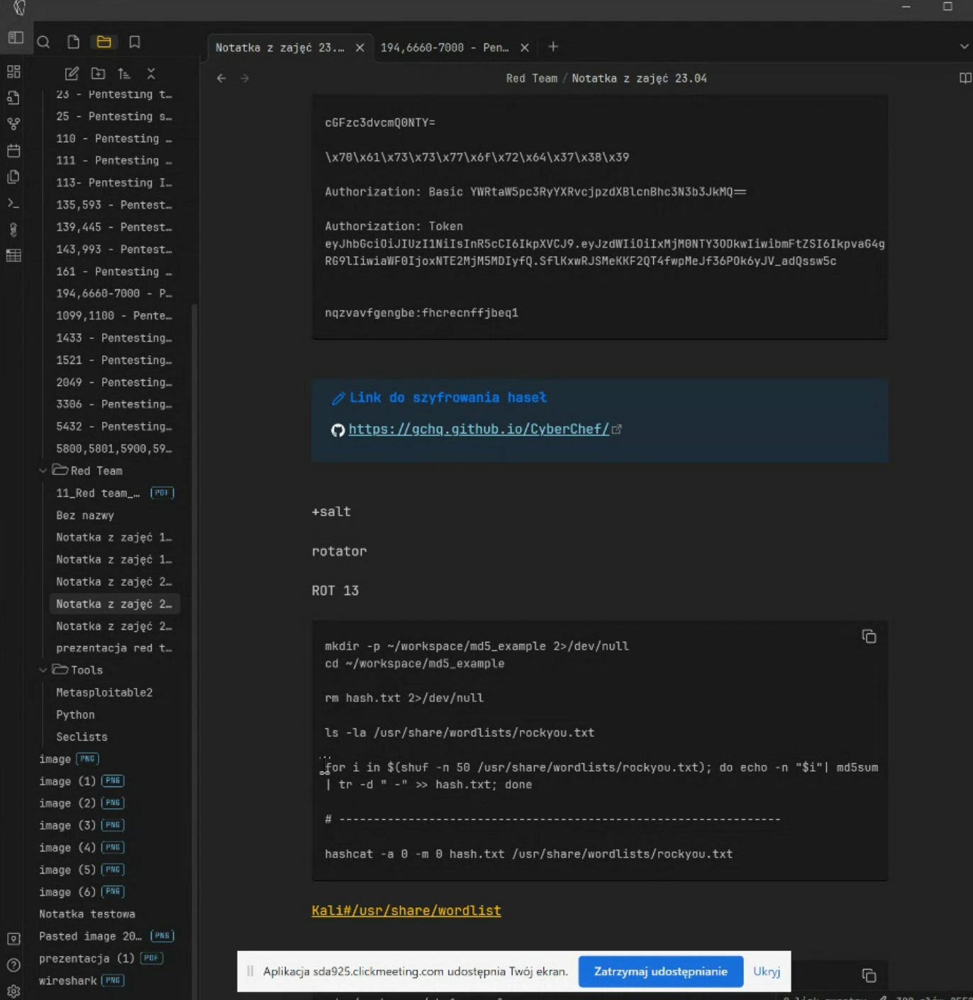 Notatka z zajęć 23.…
194,6660-7000 - Pen…
Red Team / Notatka z zajęć 23.04
23 - Pentesting t…
25 - Pentesting s…
110 - Pentesting …
111 - Pentesting …
113- Pentesting I…
135,593 - Pentest…
139,445 - Pentest…
143,993 - Pentest…
161 - Pentesting …
194,6660-7000 - P…
1099,1100 - Pente…
1433 - Pentesting…
1521 - Pentesting…
2049 - Pentesting…
3306 - Pentesting…
5432 - Pentesting…
5800,5801,5900,59…
Red Team
11_Red team_… PDF
Bez nazwy
Notatka z zajęć 1…
Notatka z zajęć 1…
Notatka z zajęć 2…
Notatka z zajęć 2…
Notatka z zajęć 2…
prezentacja red t…
Tools
Metasploitable2
Python
Seclists
image PNG
image (1) PNG
image (2) PNG
image (3) PNG
image (4) PNG
image (5) PNG
image (6) PNG
Notatka testowa
Pasted image 20… PNG
prezentacja (1) PDF
wireshark PNG
cGFzc3dvcmQ0NTY=
\x70\x61\x73\x73\x77\x6f\x72\x64\x37\x38\x39
Authorization: Basic YWRtaW5pc3RyYXRvcjpzdXBlcnBhc3N3b3JkMQ==
Authorization: Token
eyJhbGciOiJIUzI1NiIsInR5cCI6IkpXVCJ9.eyJzdWIiOiIxMjM0NTY3ODkwIiwibmFtZSI6IkpvaG4g
RG9lIiwiaWF0IjoxNTE2MjM5MDIyfQ.SflKxwRJSMeKKF2QT4fwpMeJf36POk6yJV_adQssw5c
nqzvavfgengbe:fhcrecnffjbeq1
Link do szyfrowania haseł
https://gchq.github.io/CyberChef/
+salt
rotator
ROT 13
mkdir -p ~/workspace/md5_example 2>/dev/null
cd ~/workspace/md5_example
rm hash.txt 2>/dev/null
ls -la /usr/share/wordlists/rockyou.txt
for i in $(shuf -n 50 /usr/share/wordlists/rockyou.txt); do echo -n "$i"| md5sum
| tr -d " -" >> hash.txt; done
# ----------------------------------------------------------------
hashcat -a 0 -m 0 hash.txt /usr/share/wordlists/rockyou.txt
Kali#/usr/share/wordlist
Aplikacja sda925.clickmeeting.com udostępnia Twój ekran.
Zatrzymaj udostępnianie
Ukryj